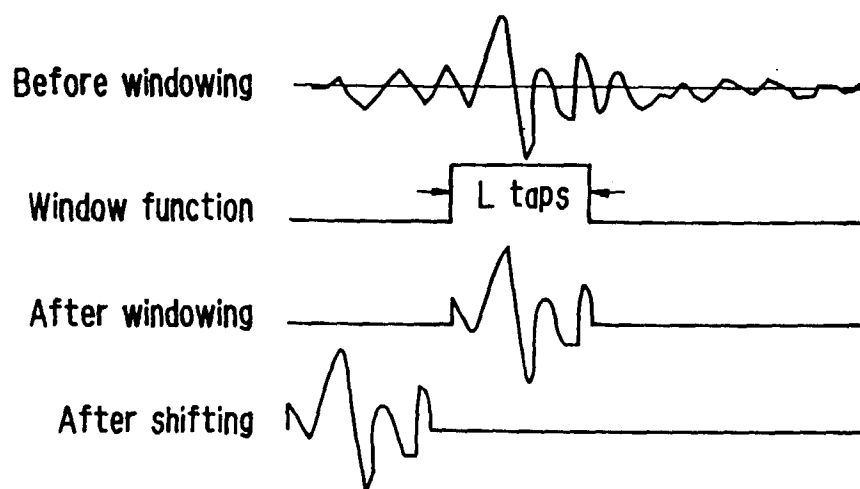 Before windowing
Window function
L taps
After windowing
After shifting